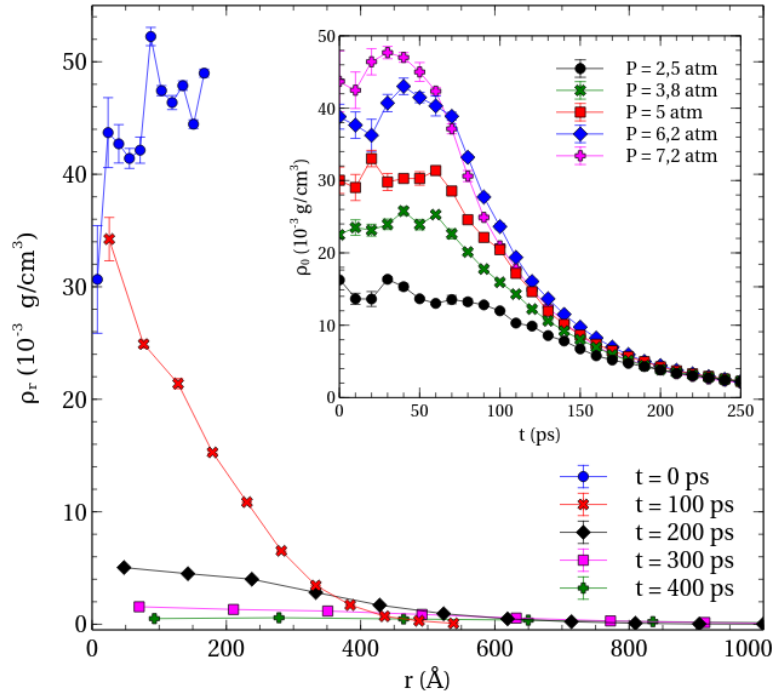 50
40
30
20
10
0
ρr (10⁻³ g/cm³)
0
200
400
600
800
1000
r (Å)
50
40
30
20
10
0
ρ₀ (10⁻³ g/cm³)
0
50
100
150
200
250
t (ps)
P = 2,5 atm
P = 3,8 atm
P = 5 atm
P = 6,2 atm
P = 7,2 atm
t = 0 ps
t = 100 ps
t = 200 ps
t = 300 ps
t = 400 ps